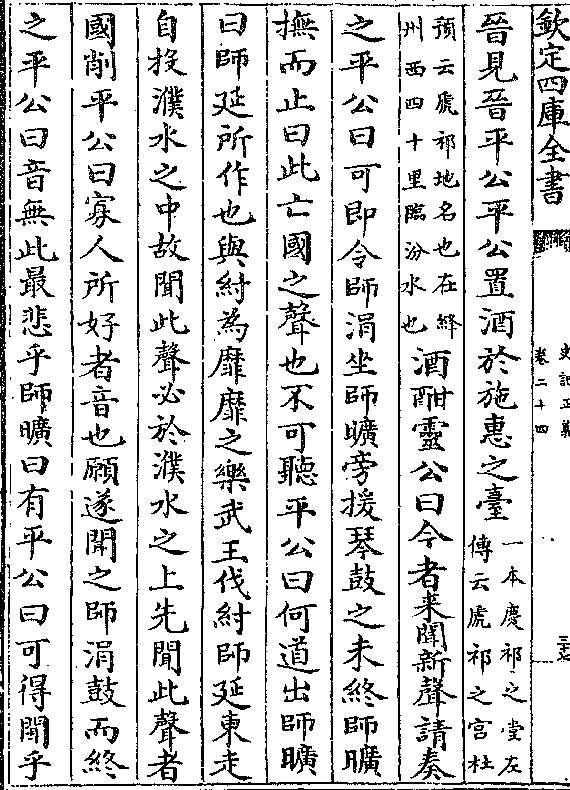 欽定四庫全書
史記正義
卷二十四
三十七
晉見晉平公平公置酒於施惠之臺
一本慶祁之堂左
傳云虒祁之宮杜
預云虒祁地名也在絳
州西四十里臨汾水也
酒酣靈公曰今者来聞新聲請奏
之平公曰可即令師涓坐師曠旁援琴鼓之未終師曠
撫而止曰此亡國之聲也不可聽平公曰何道出師曠
曰師延所作也與紂為靡靡之樂武王伐紂師延東走
自投濮水之中故聞此聲必於濮水之上先聞此聲者
國削平公曰寡人所好者音也願遂聞之師涓鼓而終
之平公曰音無此最悲乎師曠曰有平公曰可得聞乎